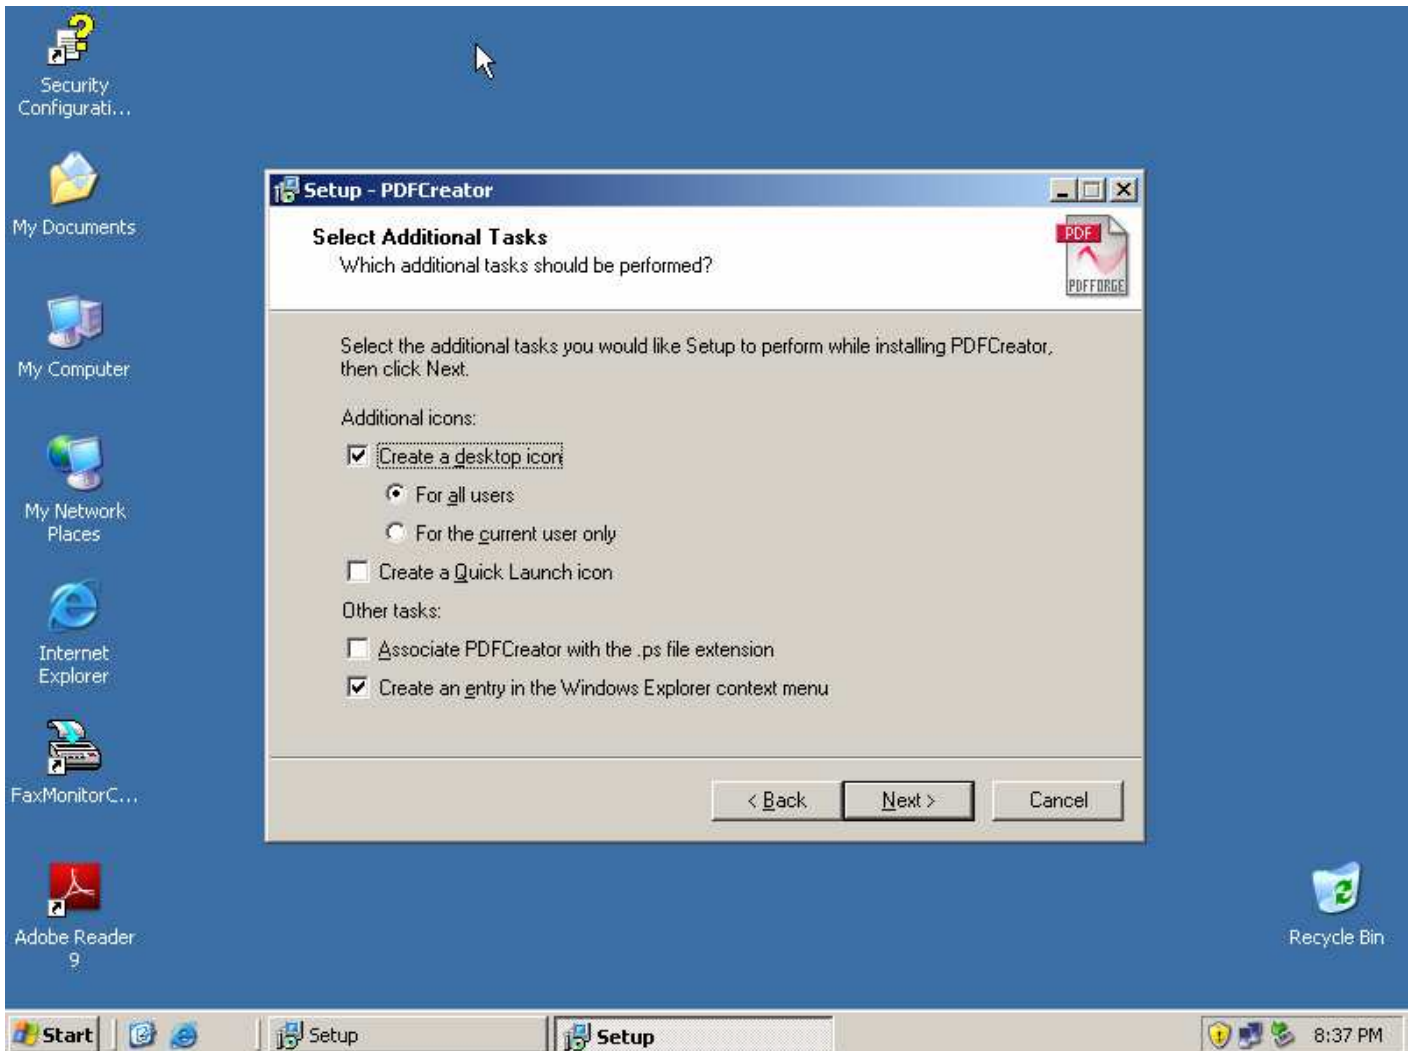 Security
Configurati...
My Documents
My Computer
My Network
Places
Internet
Explorer
FaxMonitorC...
Adobe Reader
9
Setup - PDFCreator
Select Additional Tasks
Which additional tasks should be performed?
PDF
PDFFORGE
Select the additional tasks you would like Setup to perform while installing PDFCreator,
then click Next.
Additional icons:
Create a desktop icon
For all users
For the current user only
Create a Quick Launch icon
Other tasks:
Associate PDFCreator with the .ps file extension
Create an entry in the Windows Explorer context menu
< Back
Next >
Cancel
Recycle Bin
Start
Setup
Setup
8:37 PM